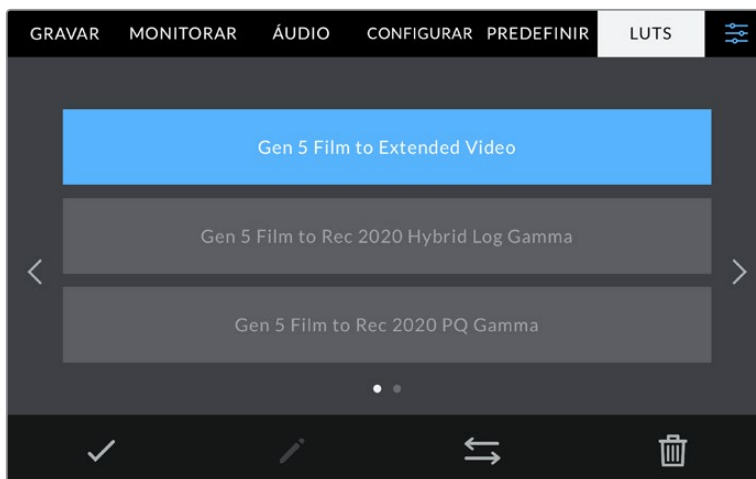 GRAVAR MONITORAR ÁUDIO CONFIGURAR PREDEFINIR LUTS
Gen 5 Film to Extended Video
Gen 5 Film to Rec 2020 Hybrid Log Gamma
Gen 5 Film to Rec 2020 PQ Gamma